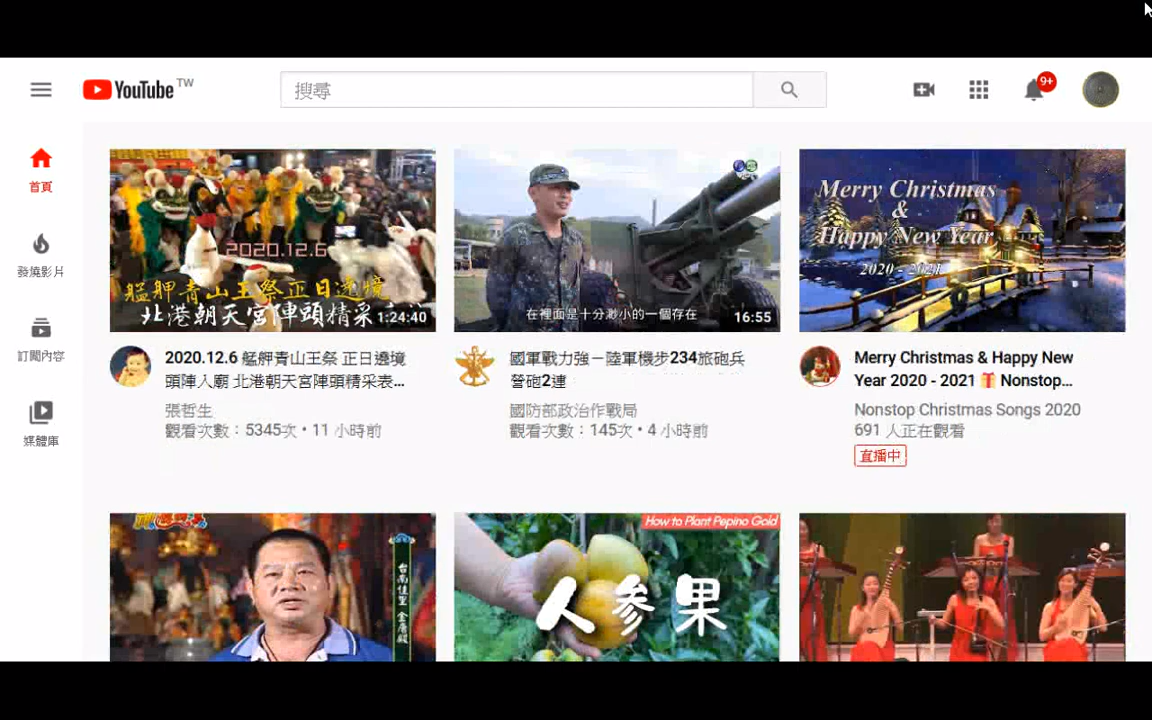 YouTube TW
搜尋
9+
首頁
發燒影片
訂閱內容
媒體庫
2020.12.6
艋舺青山王祭正日遶境
北港朝天宮陣頭精采
1:24:40
在裡面是十分渺小的一個存在
16:55
Merry Christmas
&
Happy New Year
2020 - 2021
2020.12.6 艋舺青山王祭 正日遶境
頭陣入廟 北港朝天宮陣頭精采表...
張哲生
觀看次數：5345次 • 11 小時前
國軍戰力強－陸軍機步234旅砲兵
營砲2連
國防部政治作戰局
觀看次數：145次 • 4 小時前
Merry Christmas & Happy New
Year 2020 - 2021 🎁 Nonstop...
Nonstop Christmas Songs 2020
691 人正在觀看
直播中
台南佳里 金唐殿
How to Plant Pepino Gold
人参果